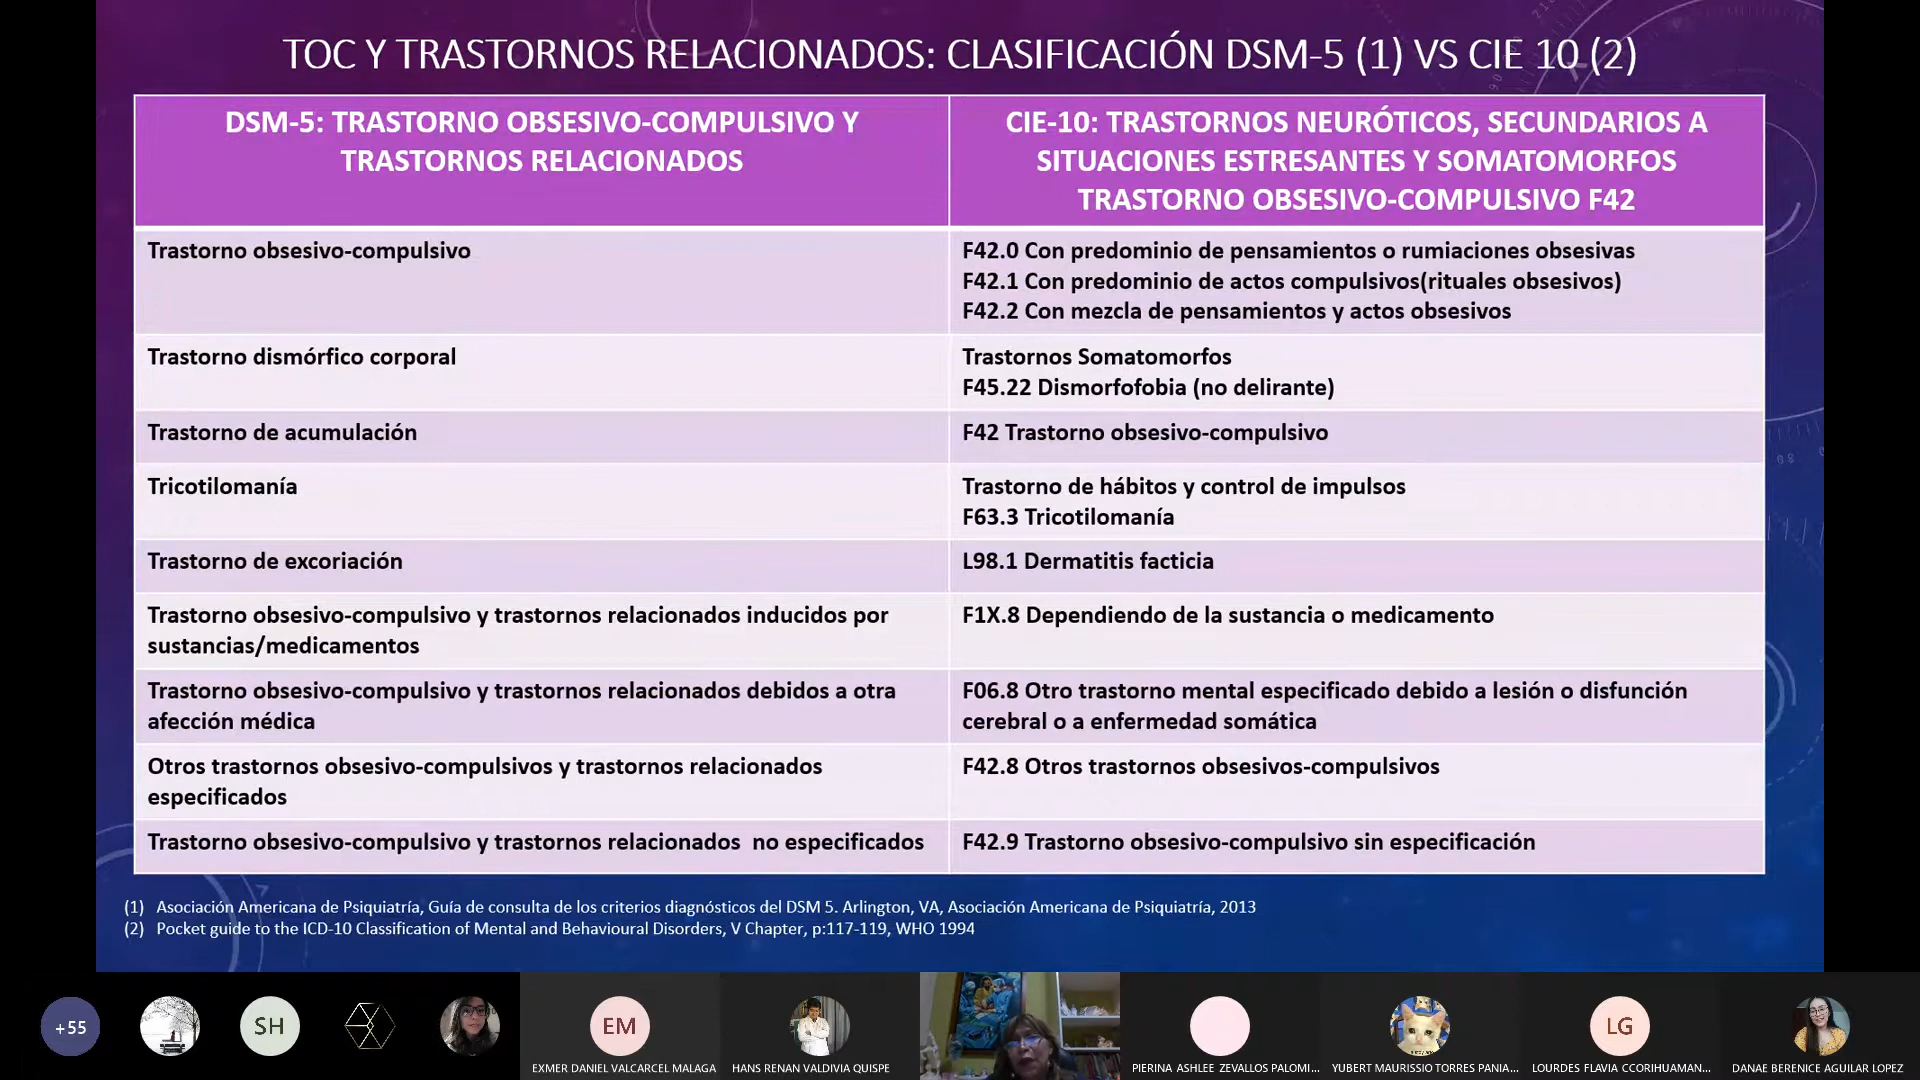 TOC Y TRASTORNOS RELACIONADOS: CLASIFICACIÓN DSM-5 (1) VS CIE 10 (2)
DSM-5: TRASTORNO OBSESIVO-COMPULSIVO Y
TRASTORNOS RELACIONADOS
CIE-10: TRASTORNOS NEURÓTICOS, SECUNDARIOS A
SITUACIONES ESTRESANTES Y SOMATOMORFOS
TRASTORNO OBSESIVO-COMPULSIVO F42
Trastorno obsesivo-compulsivo
F42.0 Con predominio de pensamientos o rumiaciones obsesivas
F42.1 Con predominio de actos compulsivos(rituales obsesivos)
F42.2 Con mezcla de pensamientos y actos obsesivos
Trastorno dismórfico corporal
Trastornos Somatomorfos
F45.22 Dismorfofobia (no delirante)
Trastorno de acumulación
F42 Trastorno obsesivo-compulsivo
Tricotilomanía
Trastorno de hábitos y control de impulsos
F63.3 Tricotilomanía
Trastorno de excoriación
L98.1 Dermatitis facticia
Trastorno obsesivo-compulsivo y trastornos relacionados inducidos por
sustancias/medicamentos
F1X.8 Dependiendo de la sustancia o medicamento
Trastorno obsesivo-compulsivo y trastornos relacionados debidos a otra
afección médica
F06.8 Otro trastorno mental especificado debido a lesión o disfunción
cerebral o a enfermedad somática
Otros trastornos obsesivo-compulsivos y trastornos relacionados
especificados
F42.8 Otros trastornos obsesivos-compulsivos
Trastorno obsesivo-compulsivo y trastornos relacionados no especificados
F42.9 Trastorno obsesivo-compulsivo sin especificación
(1) Asociación Americana de Psiquiatría, Guía de consulta de los criterios diagnósticos del DSM 5. Arlington, VA, Asociación Americana de Psiquiatría, 2013
(2) Pocket guide to the ICD-10 Classification of Mental and Behavioural Disorders, V Chapter, p:117-119, WHO 1994
+55
SH
EM
LG
EXMER DANIEL VALCARCEL MALAGA
HANS RENAN VALDIVIA QUISPE
PIERINA ASHLEE ZEVALLOS PALOMI...
YUBERT MAURISSIO TORRES PANIA...
LOURDES FLAVIA CCORIHUAMAN...
DANAE BERENICE AGUILAR LOPEZ